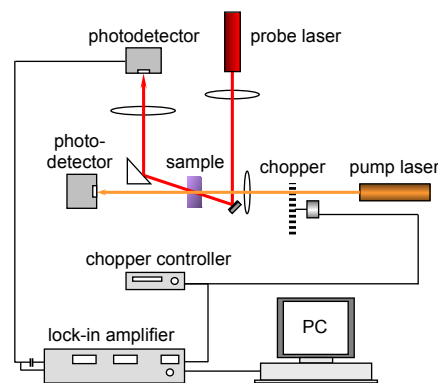 photodetector
probe laser
photo-
detector
sample
chopper
pump laser
chopper controller
lock-in amplifier
PC